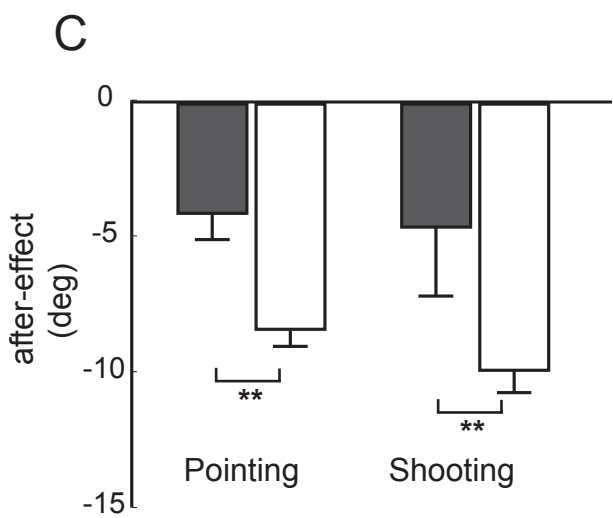 C
0
-5
-10
-15
after-effect
(deg)
**
**
Pointing
Shooting